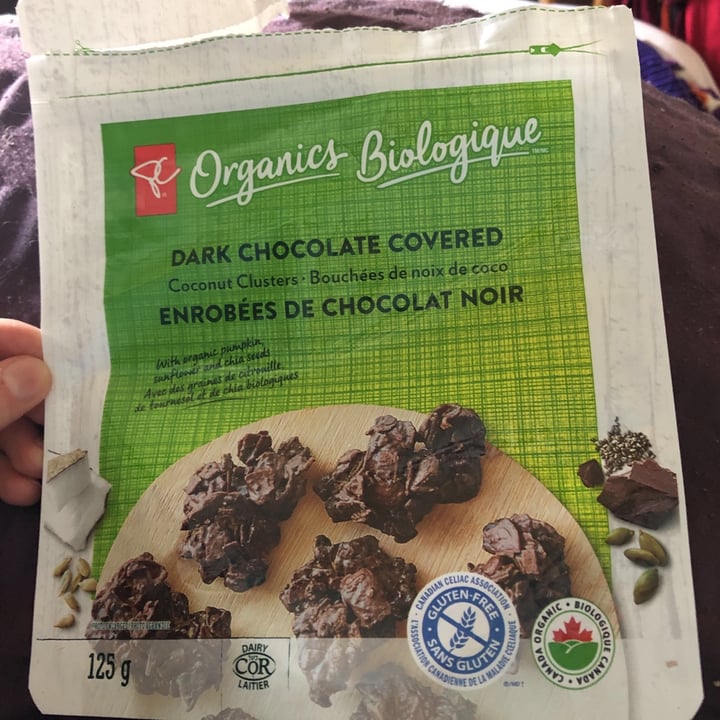 PC Organics Biologique
TM/MC
DARK CHOCOLATE COVERED
Coconut Clusters · Bouchées de noix de coco
ENROBÉES DE CHOCOLAT NOIR
With organic pumpkin,
sunflower and chia seeds
Avec des graines de citrouille,
de tournesol et de chia biologiques
125 g
DAIRY
COR
LAITIER
CANADIAN CELIAC ASSOCIATION
GLUTEN-FREE
SANS GLUTEN
L'ASSOCIATION CANADIENNE DE LA MALADIE COELIAQUE
CANADA ORGANIC • BIOLOGIQUE CANADA